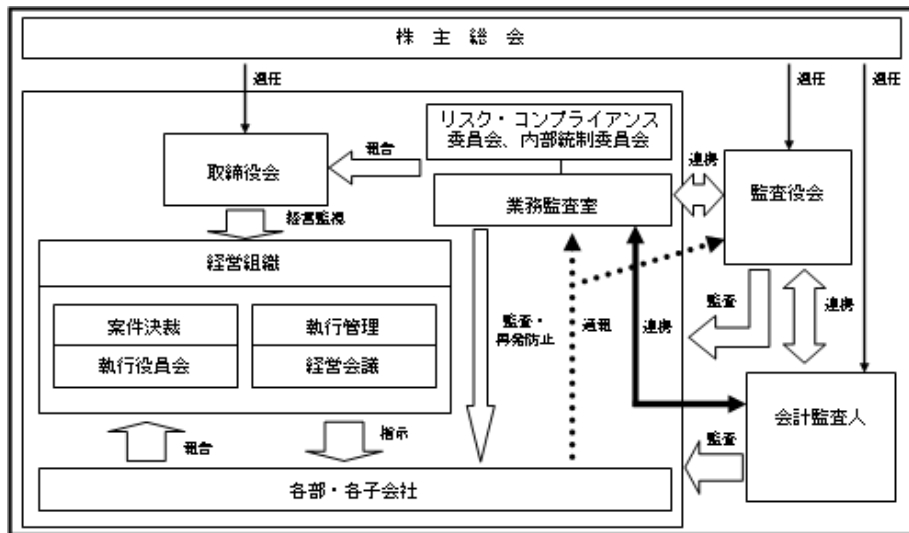 株主総会
選任
選任
選任
リスク・コンプライアンス
委員会、内部統制委員会
報告
取締役会
連携
監査役会
業務監査室
経営監視
経営組織
案件決裁
執行役員会
執行管理
経営会議
監査・
再発防止
通報
連携
監査
連携
会計監査人
報告
指示
監査
各部・各子会社